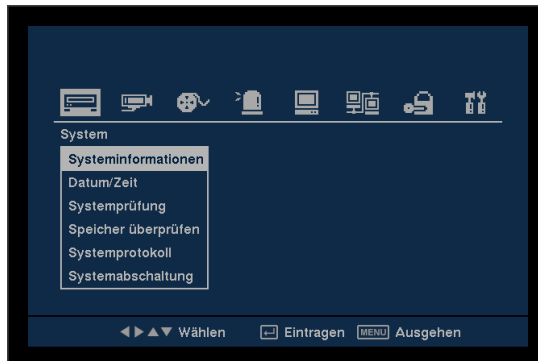 System
Systeminformationen
Datum/Zeit
Systemprüfung
Speicher überprüfen
Systemprotokoll
Systemabschaltung
Wählen Eintragen MENU Ausgehen